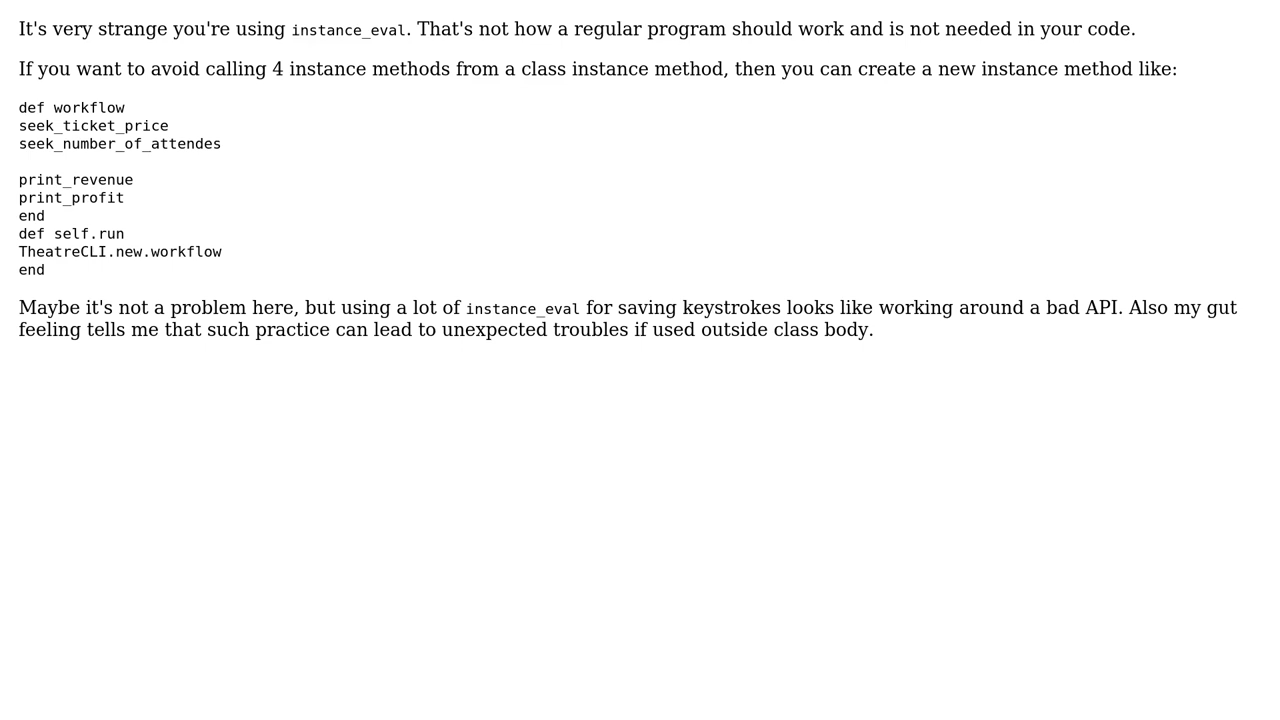 It's very strange you're using instance_eval. That's not how a regular program should work and is not needed in your code.
If you want to avoid calling 4 instance methods from a class instance method, then you can create a new instance method like:
def workflow
seek_ticket_price
seek_number_of_attendes
print_revenue
print_profit
end
def self.run
TheatreCLI.new.workflow
end
Maybe it's not a problem here, but using a lot of instance_eval for saving keystrokes looks like working around a bad API. Also my gut
feeling tells me that such practice can lead to unexpected troubles if used outside class body.